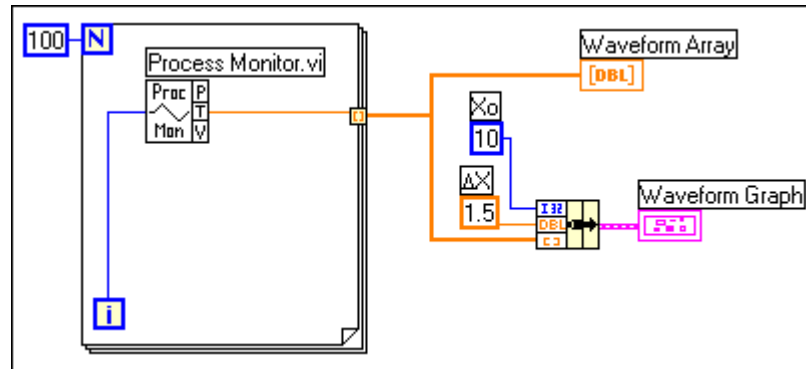 100 N
Process Monitor.vi
Proc P
T
Mon V
i
Waveform Array
[DBL]
Xo
10
ΔX
1.5
I32
DBL
[ ]
Waveform Graph